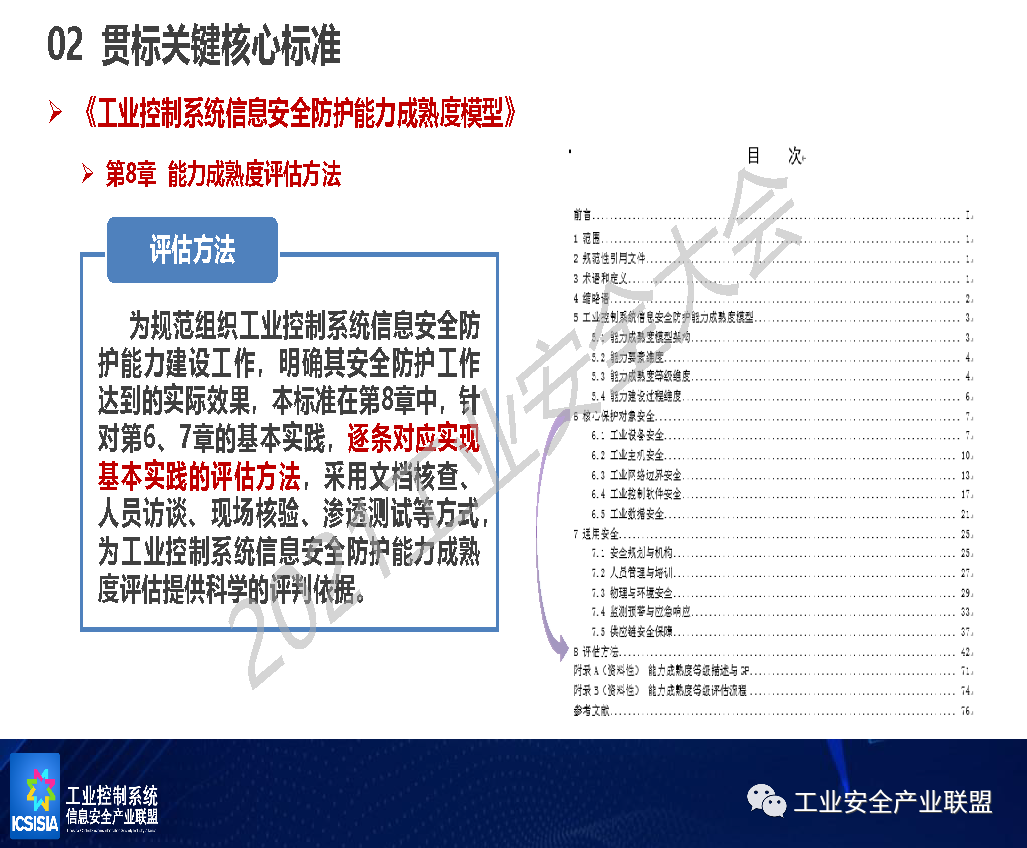 02 贯标关键核心标准
《工业控制系统信息安全防护能力成熟度模型》
第8章 能力成熟度评估方法
评估方法
为规范组织工业控制系统信息安全防
护能力建设工作，明确其安全防护工作
达到的实际效果，本标准在第8章中，针
对第6、7章的基本实践，逐条对应实现
基本实践的评估方法，采用文档核查、
人员访谈、现场核验、渗透测试等方式，
为工业控制系统信息安全防护能力成熟
度评估提供科学的评判依据。
目 次
前言 I
1 范围 1
2 规范性引用文件 1
3 术语和定义 1
4 缩略语 2
5 工业控制系统信息安全防护能力成熟度模型 3
5.1 能力成熟度模型架构 3
5.2 能力要素维度 4
5.3 能力成熟度等级维度 4
5.4 能力建设过程维度 6
6 核心保护对象安全 7
6.1 工业设备安全 7
6.2 工业主机安全 10
6.3 工业网络边界安全 13
6.4 工业控制软件安全 17
6.5 工业数据安全 21
7 通用安全 25
7.1 安全规划与机构 25
7.2 人员管理与培训 27
7.3 物理与环境安全 29
7.4 监测预警与应急响应 33
7.5 供应链安全保障 37
8 评估方法 42
附录 A（资料性） 能力成熟度等级描述与 GP 71
附录 B（资料性） 能力成熟度等级评估流程 74
参考文献 76
2021工业安全大会
ICSISIA
工业控制系统
信息安全产业联盟
工业安全产业联盟